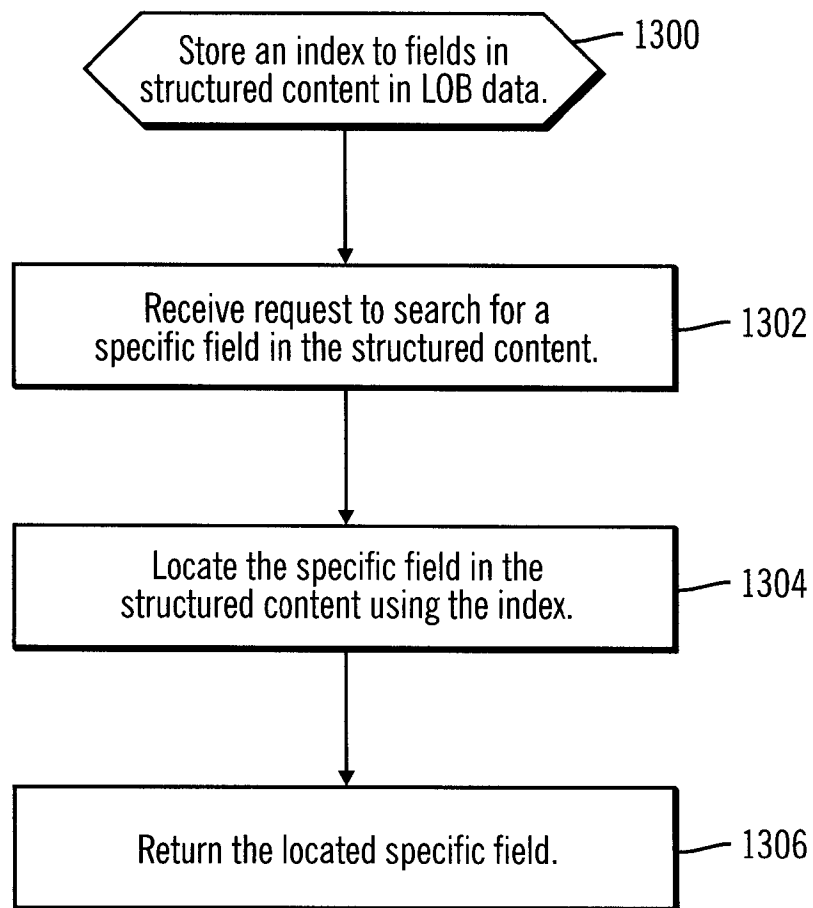 Store an index to fields in
structured content in LOB data.
1300
Receive request to search for a
specific field in the structured content.
1302
Locate the specific field in the
structured content using the index.
1304
Return the located specific field.
1306